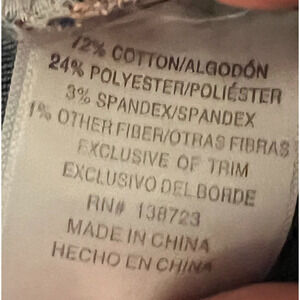 72% COTTON/ALGODÓN
24% POLYESTER/POLIÉSTER
3% SPANDEX/SPANDEX
1% OTHER FIBER/OTRAS FIBRAS
EXCLUSIVE OF TRIM
EXCLUSIVO DEL BORDE
RN# 138723
MADE IN CHINA
HECHO EN CHINA